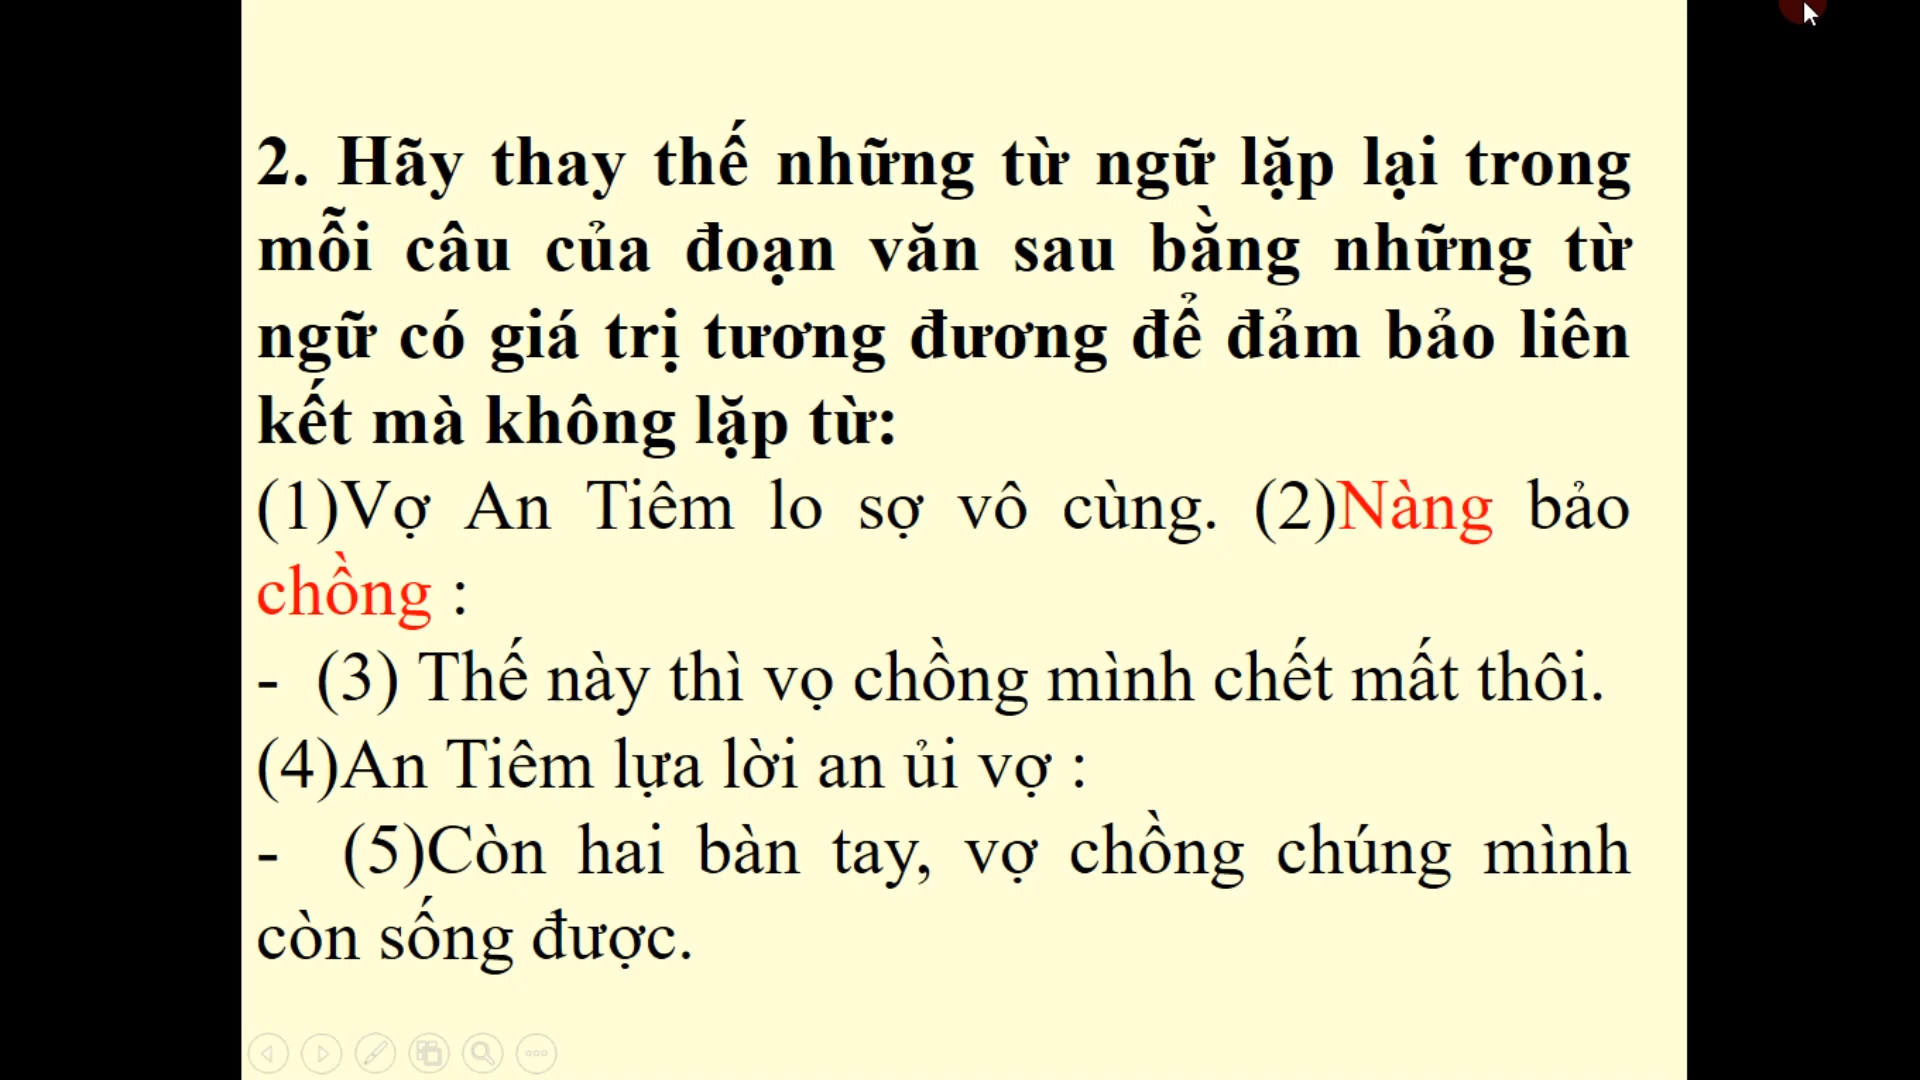 2. Hãy thay thế những từ ngữ lặp lại trong
mỗi câu của đoạn văn sau bằng những từ
ngữ có giá trị tương đương để đảm bảo liên
kết mà không lặp từ:
(1)Vợ An Tiêm lo sợ vô cùng. (2)Nàng bảo
chồng :
- (3) Thế này thì vọ chồng mình chết mất thôi.
(4)An Tiêm lựa lời an ủi vợ :
- (5)Còn hai bàn tay, vợ chồng chúng mình
còn sống được.